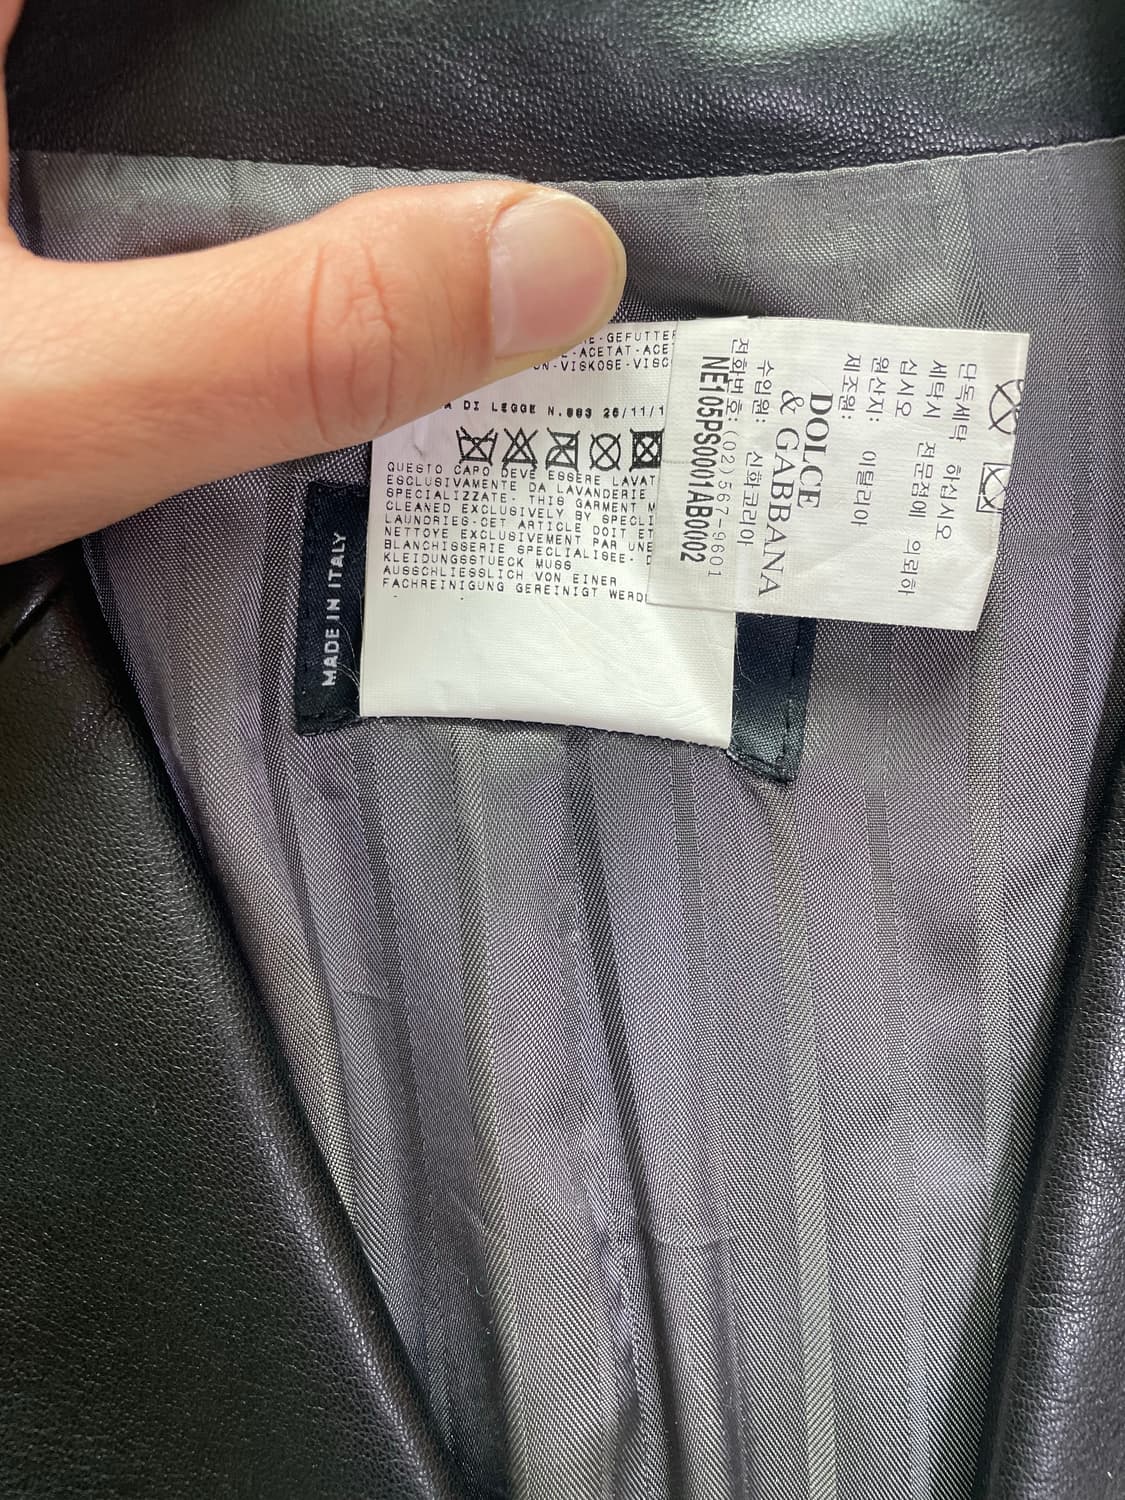 -GEFUTTER
-ACETAT-ACE
-VISKOSE-VISC
DI LEGGE N.883 26/11/1
QUESTO CAPO DEVE ESSERE LAVAT
ESCLUSIVAMENTE DA LAVANDERIE
SPECIALIZZATE- THIS GARMENT M
CLEANED EXCLUSIVELY BY SPECLI
LAUNDRIES-CET ARTICLE DOIT ET
NETTOYE EXCLUSIVEMENT PAR UNE
BLANCHISSERIE SPECLIALISEE-
KLEIDUNGSSTUECK MUSS
AUSSCHLIESSLICH VON EINER
FACHREINIGUNG GEREINIGT WERD
MADE IN ITALY
단독세탁 하십시오
세탁시 전문점에 의뢰하
십시오
원산지: 이탈리아
제조원:
DOLCE
& GABBANA
수입원: 신화코리아
전화번호: (02)567-9601
NE105PS0001AB0002